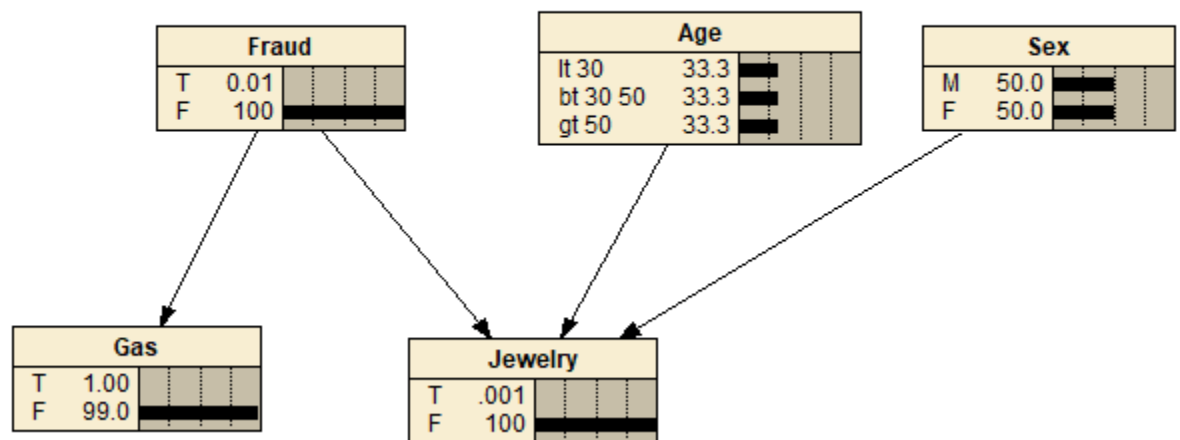 Fraud
T 0.01
F 100
Age
lt 30 33.3
bt 30 50 33.3
gt 50 33.3
Sex
M 50.0
F 50.0
Gas
T 1.00
F 99.0
Jewelry
T .001
F 100